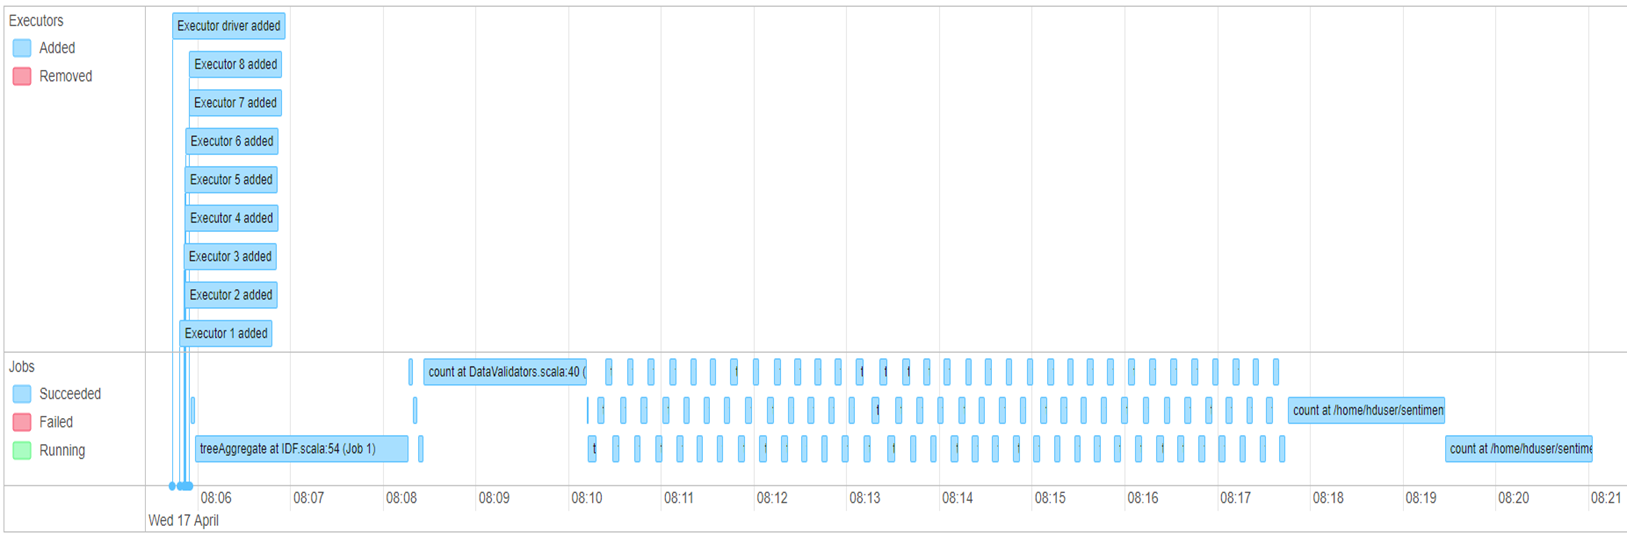 Executors
Added
Removed
Executor driver added
Executor 8 added
Executor 7 added
Executor 6 added
Executor 5 added
Executor 4 added
Executor 3 added
Executor 2 added
Executor 1 added
Jobs
Succeeded
Failed
Running
count at DataValidators.scala:40 (
count at /home/hduser/sentimen
treeAggregate at IDF.scala:54 (Job 1)
t
count at /home/hduser/sentime
08:06 08:07 08:08 08:09 08:10 08:11 08:12 08:13 08:14 08:15 08:16 08:17 08:18 08:19 08:20 08:21
Wed 17 April